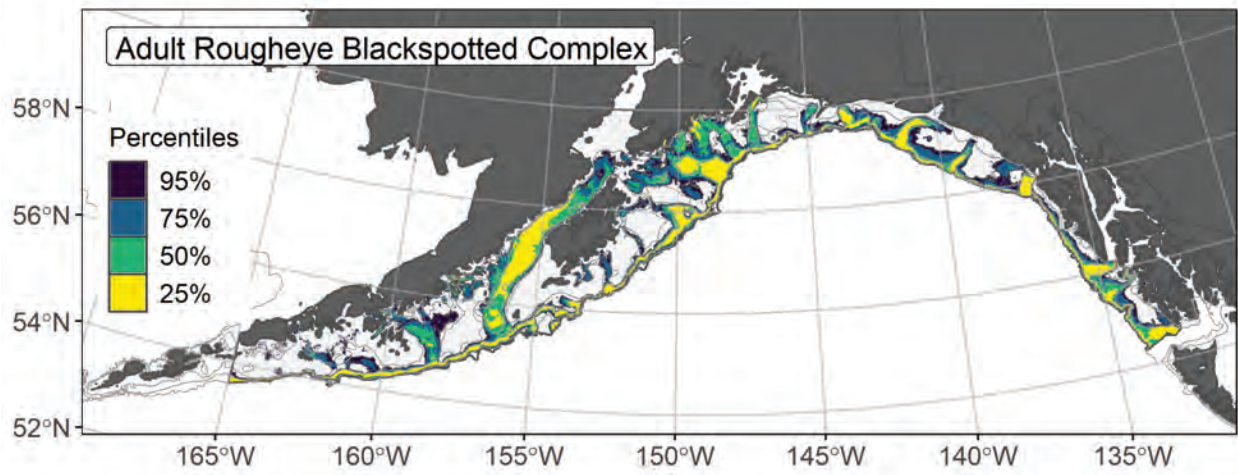 Adult Rougheye Blackspotted Complex
58°N
56°N
54°N
52°N
Percentiles
95%
75%
50%
25%
165°W
160°W
155°W
150°W
145°W
140°W
135°W